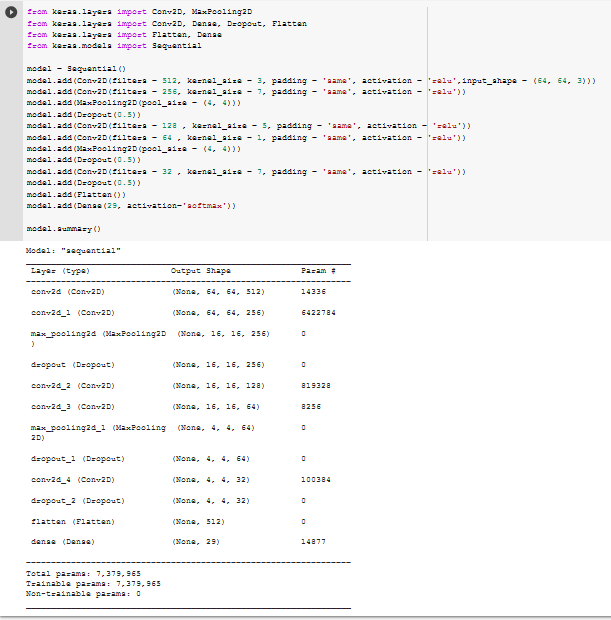 from keras.layers import Conv2D, MaxPooling2D
from keras.layers import Conv2D, Dense, Dropout, Flatten
from keras.layers import Flatten, Dense
from keras.models import Sequential
model = Sequential()
model.add(Conv2D(filters = 512, kernel_size = 3, padding = 'same', activation = 'relu',input_shape = (64, 64, 3)))
model.add(Conv2D(filters = 256, kernel_size = 7, padding = 'same', activation = 'relu'))
model.add(MaxPooling2D(pool_size = (4, 4)))
model.add(Dropout(0.5))
model.add(Conv2D(filters = 128 , kernel_size = 5, padding = 'same', activation = 'relu'))
model.add(Conv2D(filters = 64 , kernel_size = 1, padding = 'same', activation = 'relu'))
model.add(MaxPooling2D(pool_size = (4, 4)))
model.add(Dropout(0.5))
model.add(Conv2D(filters = 32 , kernel_size = 7, padding = 'same', activation = 'relu'))
model.add(Dropout(0.5))
model.add(Flatten())
model.add(Dense(29, activation='softmax'))
model.summary()
Model: "sequential"
Layer (type) Output Shape Param #
conv2d (Conv2D) (None, 64, 64, 512) 14336
conv2d_1 (Conv2D) (None, 64, 64, 256) 6422784
max_pooling2d (MaxPooling2D (None, 16, 16, 256) 0
)
dropout (Dropout) (None, 16, 16, 256) 0
conv2d_2 (Conv2D) (None, 16, 16, 128) 819328
conv2d_3 (Conv2D) (None, 16, 16, 64) 8256
max_pooling2d_1 (MaxPooling (None, 4, 4, 64) 0
2D)
dropout_1 (Dropout) (None, 4, 4, 64) 0
conv2d_4 (Conv2D) (None, 4, 4, 32) 100384
dropout_2 (Dropout) (None, 4, 4, 32) 0
flatten (Flatten) (None, 512) 0
dense (Dense) (None, 29) 14877
Total params: 7,379,965
Trainable params: 7,379,965
Non-trainable params: 0